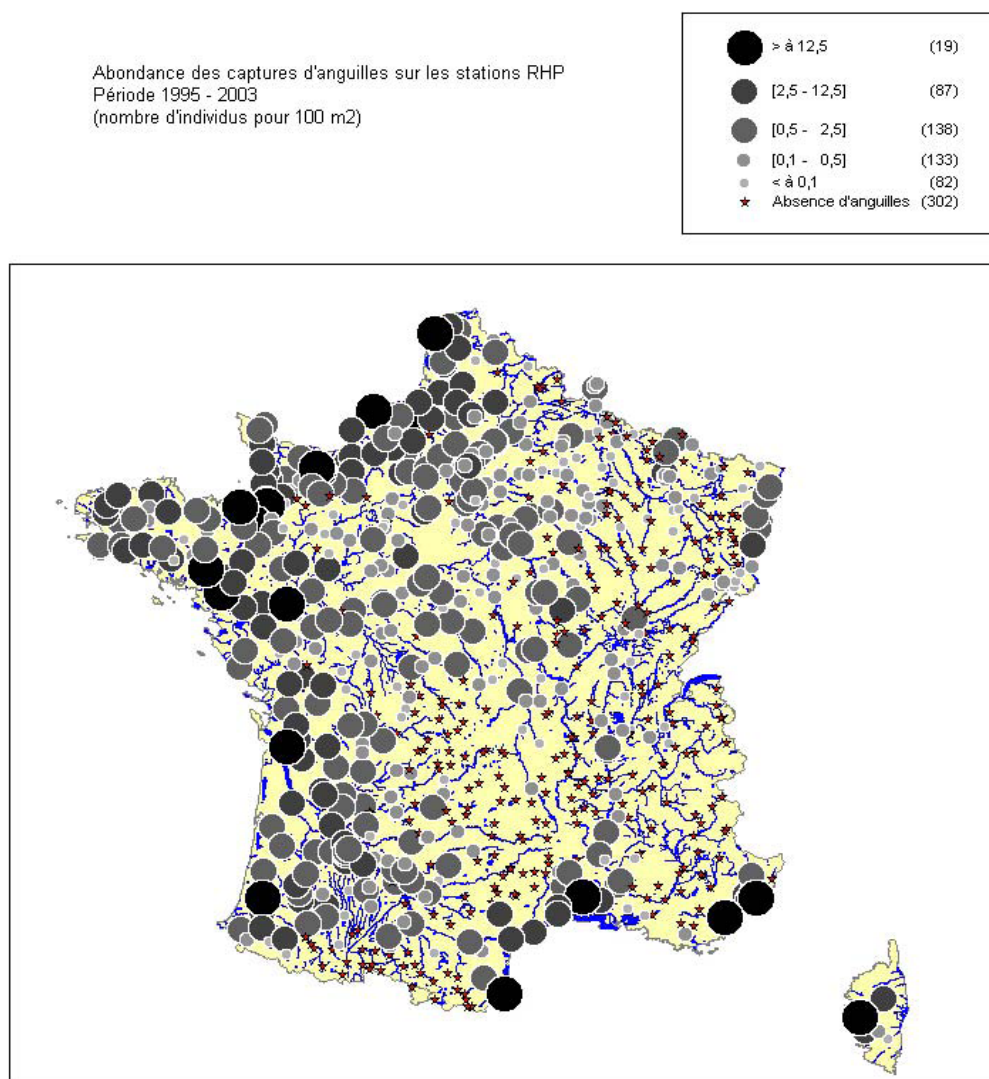 Abondance des captures d'anguilles sur les stations RHP
Période 1995 - 2003
(nombre d'individus pour 100 m2)
> à 12,5 (19)
[2,5 - 12,5] (87)
[0,5 - 2,5] (138)
[0,1 - 0,5] (133)
< à 0,1 (82)
Absence d'anguilles (302)